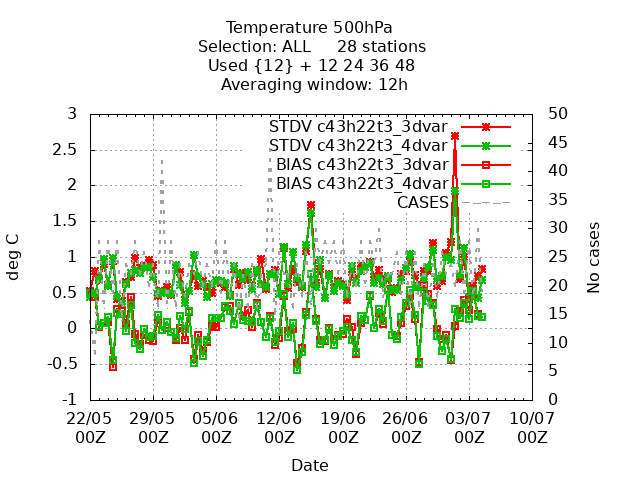 Temperature 500hPa
Selection: ALL 28 stations
Used {12} + 12 24 36 48
Averaging window: 12h
STDV c43h22t3_3dvar
STDV c43h22t3_4dvar
BIAS c43h22t3_3dvar
BIAS c43h22t3_4dvar
CASES
3
2.5
2
1.5
1
0.5
0
-0.5
-1
deg C
50
45
40
35
30
25
20
15
10
5
0
No cases
22/05 29/05 05/06 12/06 19/06 26/06 03/07 10/07
00Z 00Z 00Z 00Z 00Z 00Z 00Z 00Z
Date